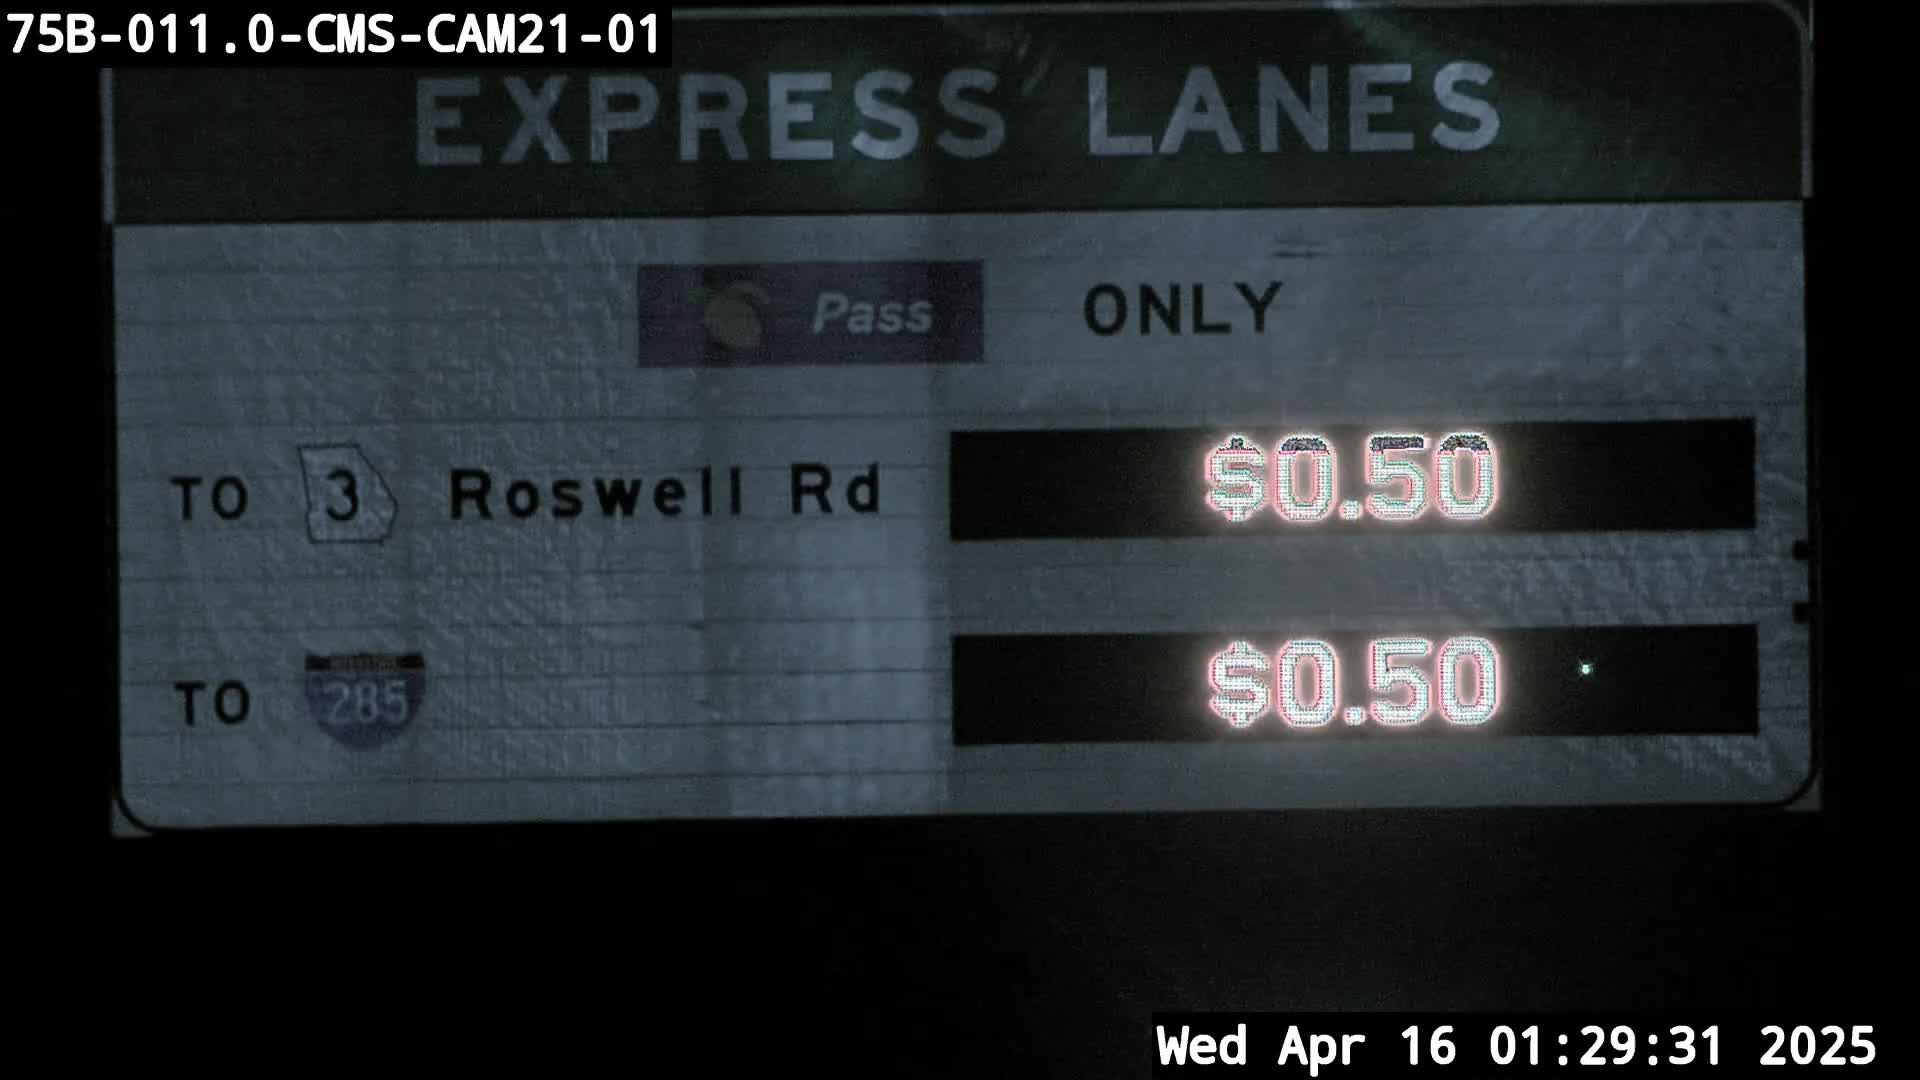 75B-011.0-CMS-CAM21-01
EXPRESS LANES
Pass ONLY
TO 3 Roswell Rd $0.50
INTERSTATE
TO 285 $0.50
Wed Apr 16 01:29:31 2025